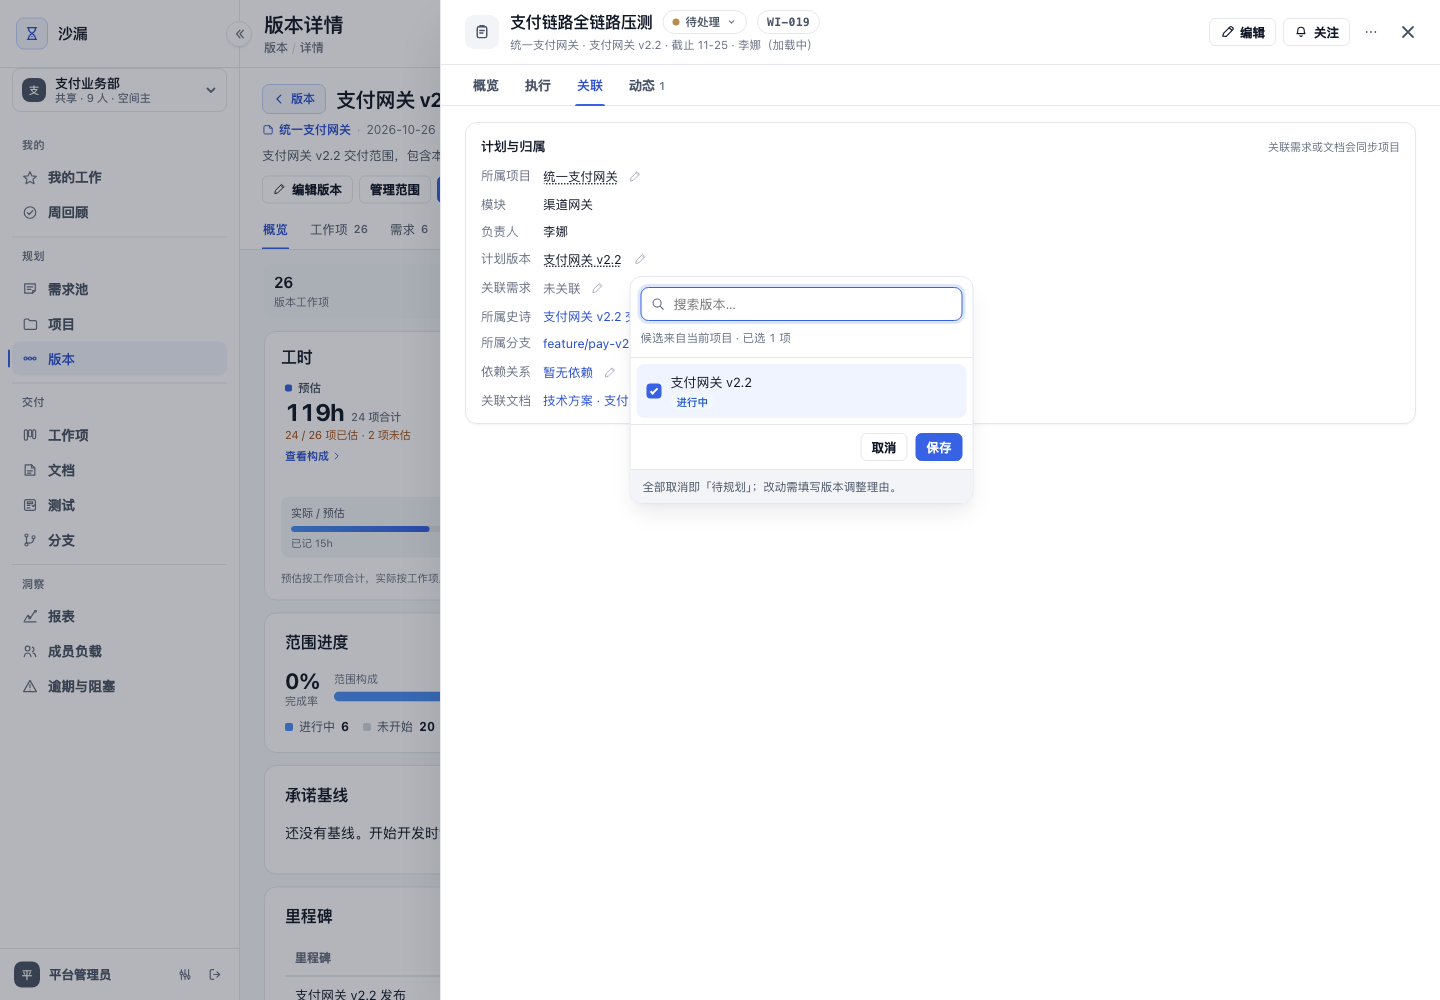 沙漏
支
支付业务部
共享 · 9 人 · 空间主
我的
我的工作
周回顾
规划
需求池
项目
版本
交付
工作项
文档
测试
分支
洞察
报表
成员负载
逾期与阻塞
平
平台管理员
版本详情
版本 / 详情
版本
支付网关 v2
统一支付网关 · 2026-10-26
支付网关 v2.2 交付范围，包含本
编辑版本
管理范围
概览
工作项 26
需求 6
26
版本工作项
工时
预估
119h 24 项合计
24 / 26 项已估 · 2 项未估
查看构成
实际 / 预估
已记 15h
预估按工作项合计，实际按工作项
范围进度
0%
完成率
范围构成
进行中 6
未开始 20
承诺基线
还没有基线。开始开发时
里程碑
里程碑
支付网关 v2.2 发布
支付链路全链路压测
待处理
WI-019
统一支付网关 · 支付网关 v2.2 · 截止 11-25 · 李娜（加载中）
编辑
关注
概览
执行
关联
动态 1
计划与归属
关联需求或文档会同步项目
所属项目 统一支付网关
模块 渠道网关
负责人 李娜
计划版本 支付网关 v2.2
关联需求 未关联
所属史诗 支付网关 v2.2
所属分支 feature/pay-v2
依赖关系 暂无依赖
关联文档 技术方案 · 支付
搜索版本...
候选来自当前项目 · 已选 1 项
支付网关 v2.2
进行中
取消
保存
全部取消即「待规划」；改动需填写版本调整理由。